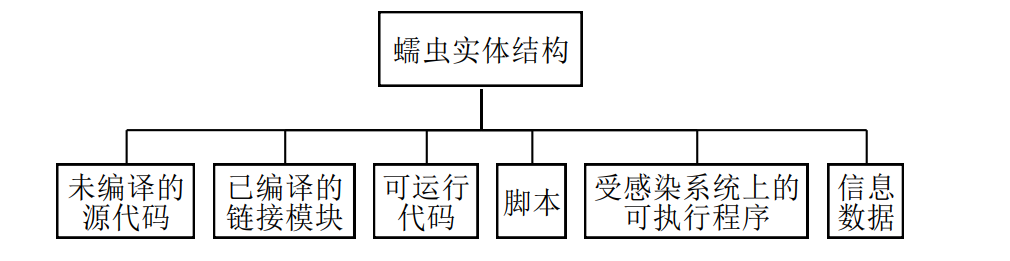 蠕虫实体结构
未编译的
源代码
已编译的
链接模块
可运行
代码
脚本
受感染系统上的
可执行程序
信息
数据